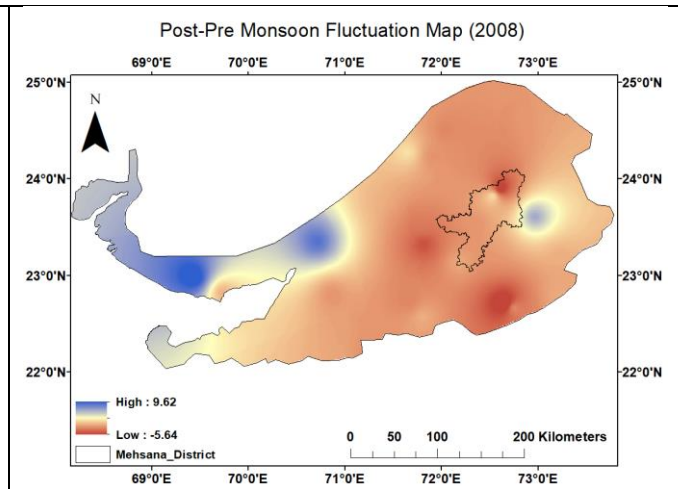 Post-Pre Monsoon Fluctuation Map (2008)
69°0'E 70°0'E 71°0'E 72°0'E 73°0'E
25°0'N 25°0'N
N
24°0'N 24°0'N
23°0'N 23°0'N
22°0'N 22°0'N
High : 9.62
Low : -5.64
Mehsana_District
0 50 100 200 Kilometers
69°0'E 70°0'E 71°0'E 72°0'E 73°0'E